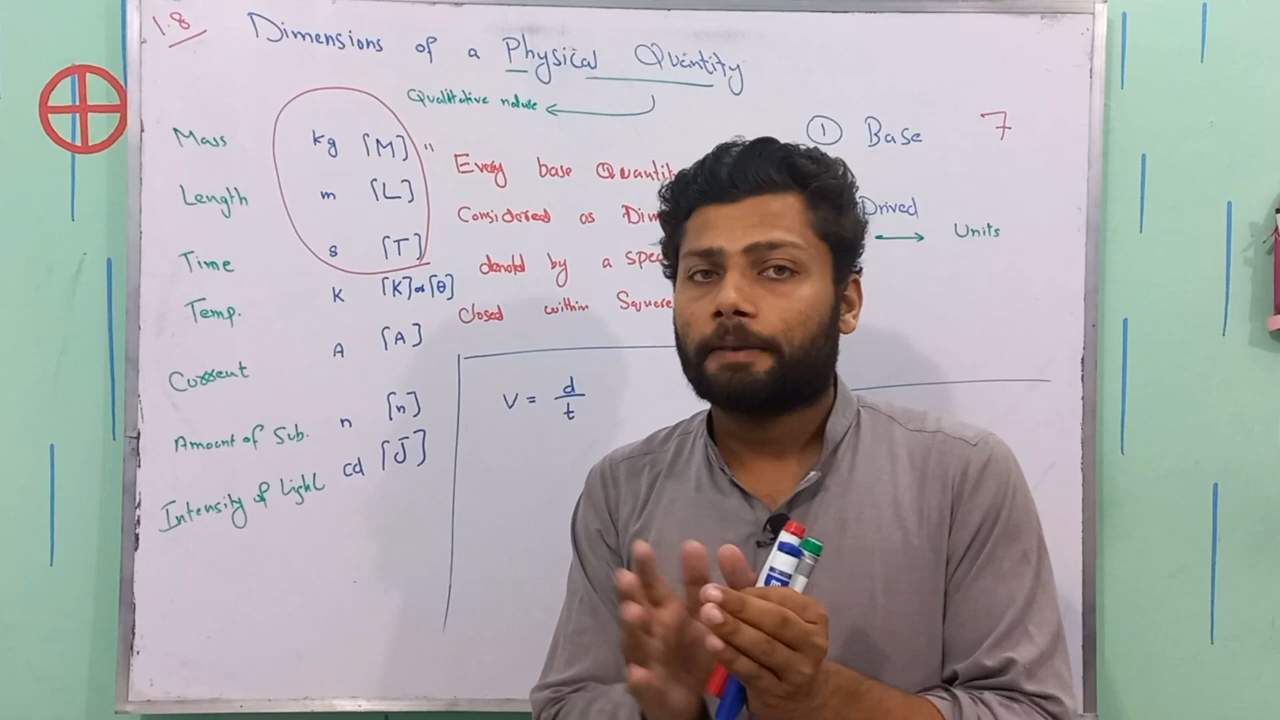 1.8 Dimensions of a Physical Quantity
Qualitative nature
Mass kg [M]
Length m [L]
Time s [T]
Temp. K [K] or [θ]
Current A [A]
Amount of Sub. n [n]
Intensity of light cd [J]
" Every base Quantit
Considered as Dim
denoted by a spec
closed within Square
V = d/t
① Base 7
Drived
Units